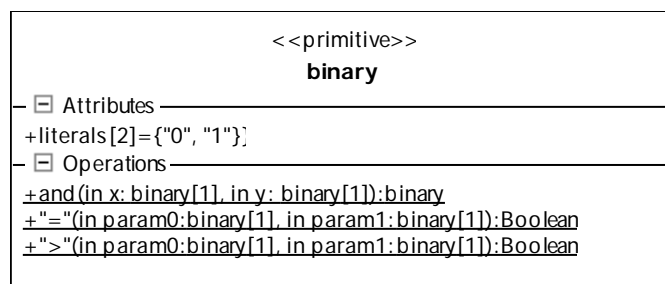 <<primitive>>
binary
Attributes
+literals[2]={"0", "1"}]
Operations
+and(in x: binary[1], in y: binary[1]):binary
+"="(in param0:binary[1], in param1:binary[1]):Boolean
+">"(in param0:binary[1], in param1:binary[1]):Boolean